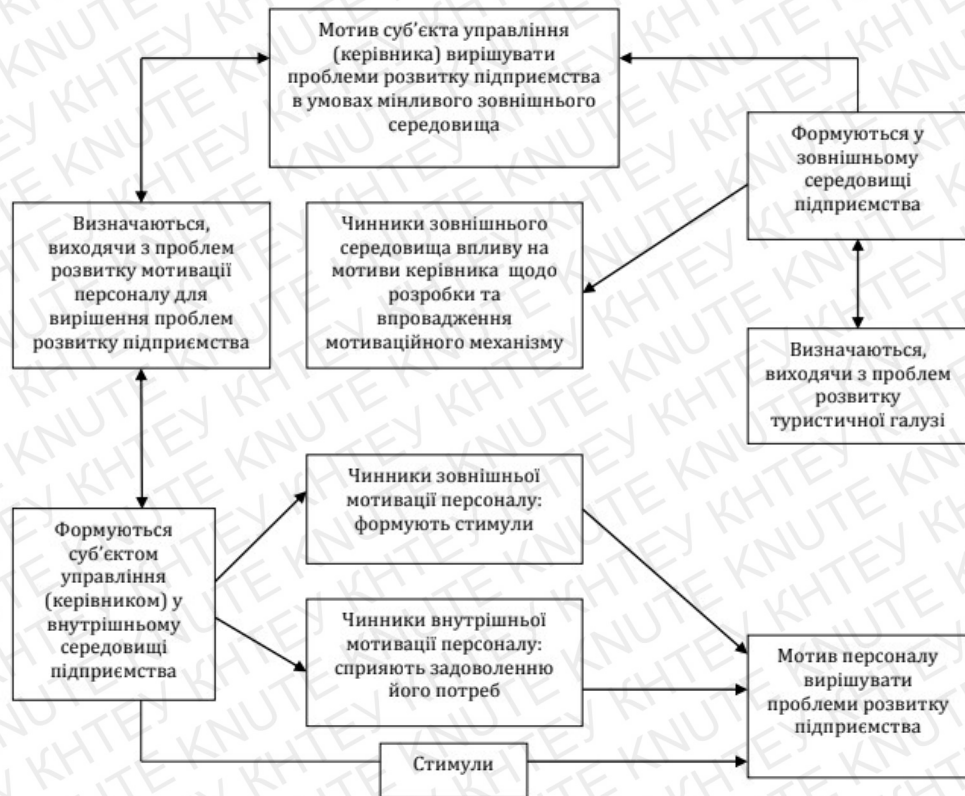 Мотив суб’єкта управління
(керівника) вирішувати
проблеми розвитку підприємства
в умовах мінливого зовнішнього
середовища
Формуються у
зовнішньому
середовищі
підприємства
Визначаються,
виходячи з проблем
розвитку мотивації
персоналу для
вирішення проблем
розвитку підприємства
Чинники зовнішнього
середовища впливу на
мотиви керівника щодо
розробки та
впровадження
мотиваційного механізму
Визначаються,
виходячи з проблем
розвитку
туристичної галузі
Чинники зовнішньої
мотивації персоналу:
формують стимули
Формуються
суб’єктом
управління
(керівником) у
внутрішньому
середовищі
підприємства
Чинники внутрішньої
мотивації персоналу:
сприяють задоволенню
його потреб
Мотив персоналу
вирішувати
проблеми розвитку
підприємства
Стимули